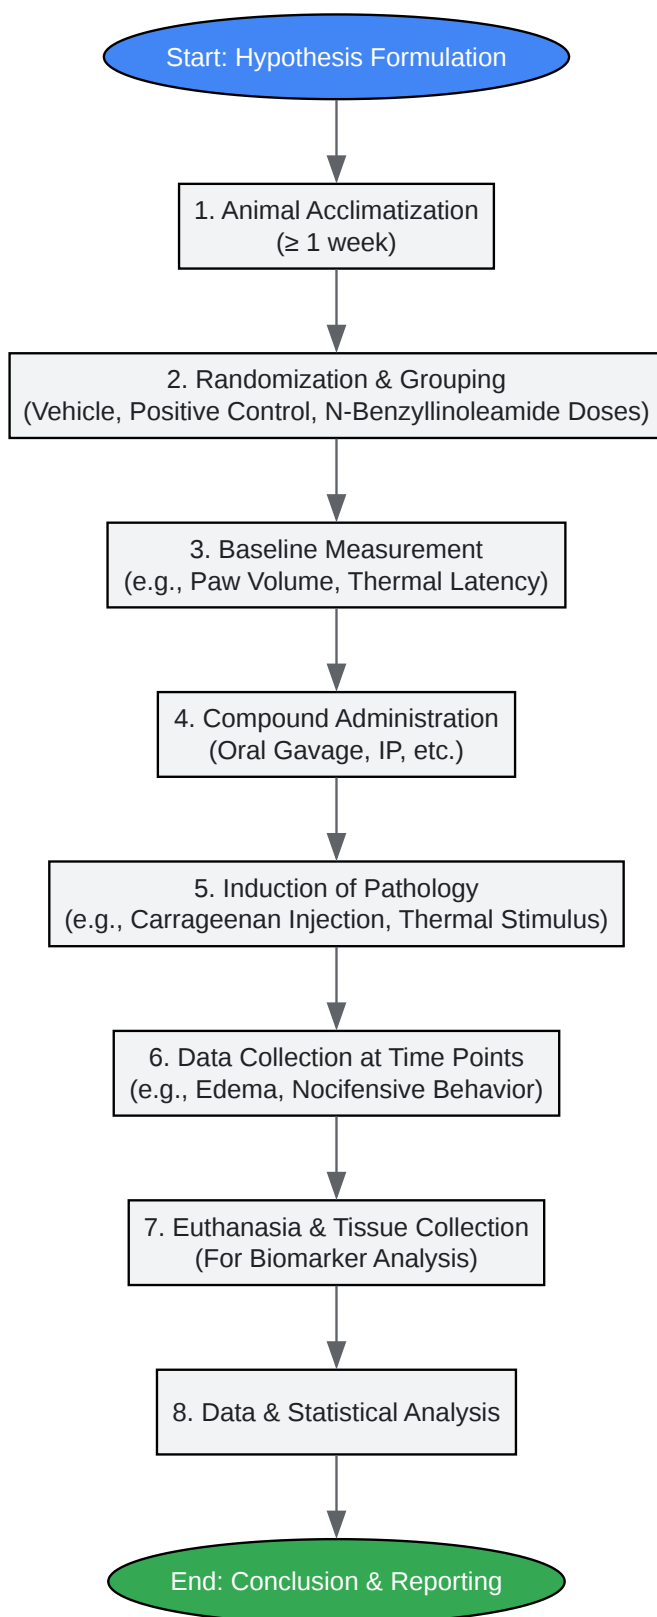 Start: Hypothesis Formulation
1. Animal Acclimatization
(≥ 1 week)
2. Randomization & Grouping
(Vehicle, Positive Control, N-Benzyllinoleamide Doses)
3. Baseline Measurement
(e.g., Paw Volume, Thermal Latency)
4. Compound Administration
(Oral Gavage, IP, etc.)
5. Induction of Pathology
(e.g., Carrageenan Injection, Thermal Stimulus)
6. Data Collection at Time Points
(e.g., Edema, Nocifensive Behavior)
7. Euthanasia & Tissue Collection
(For Biomarker Analysis)
8. Data & Statistical Analysis
End: Conclusion & Reporting